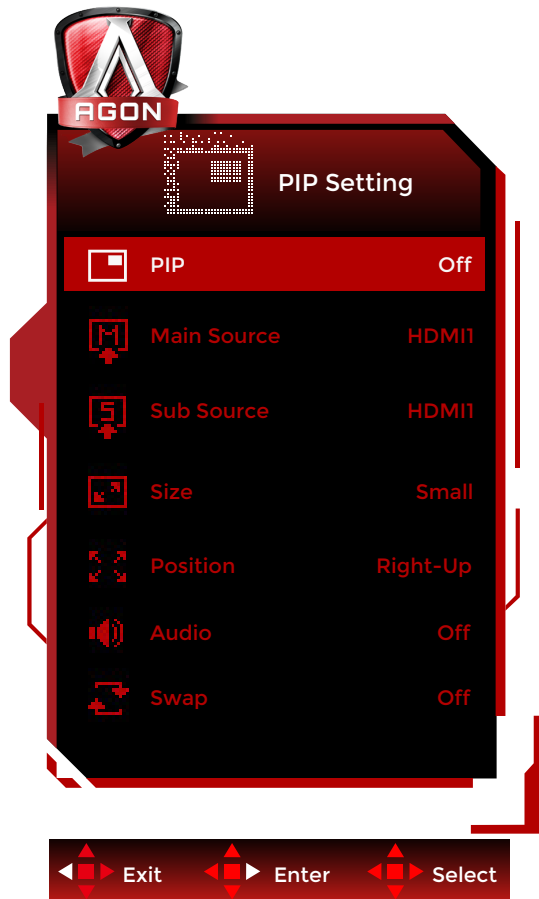 AGON
PIP Setting
PIP Off
Main Source HDMI1
Sub Source HDMI1
Size Small
Position Right-Up
Audio Off
Swap Off
Exit Enter Select